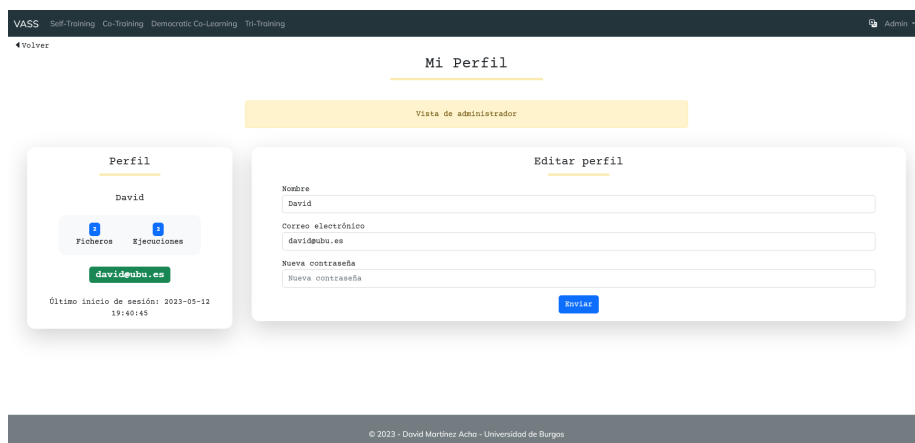 VASS Self-Training Co-Training Democratic Co-Learning Tri-Training Admin
Volver
Mi Perfil
Vista de administrador
Perfil
David
2 2
Ficheros Ejecuciones
david@ubu.es
Último inicio de sesión: 2023-05-12
19:40:45
Editar perfil
Nombre
David
Correo electrónico
david@ubu.es
Nueva contraseña
Nueva contraseña
Enviar
© 2023 - David Martínez Acha - Universidad de Burgos